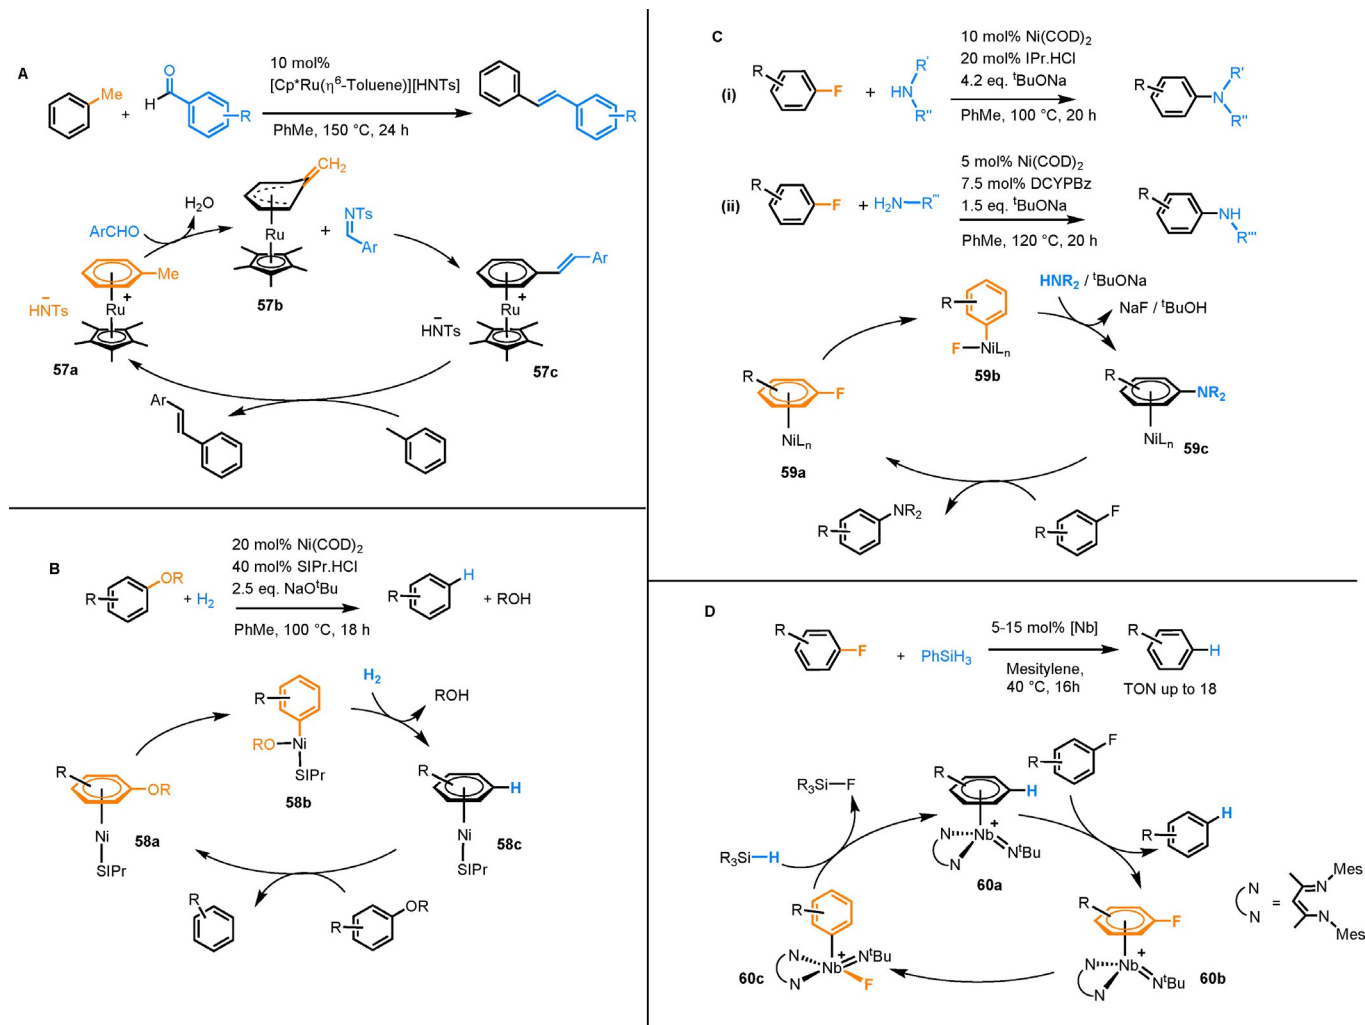 A
Me
+
O
H
R
10 mol%
[Cp*Ru(η⁶-Toluene)][HNTs]
PhMe, 150 °C, 24 h
R
H₂O
ArCHO
CH₂
Ru
57b
+
NTs
Ar
Me
Ru
+
HNTs
57a
Ar
Ru
+
HNTs
57c
Ar
B
R
OR
+ H₂
20 mol% Ni(COD)₂
40 mol% SIPr.HCl
2.5 eq. NaOᵗBu
PhMe, 100 °C, 18 h
H
R
+ ROH
R
RO
Ni
SIPr
58b
H₂
ROH
R
OR
Ni
SIPr
58a
R
H
Ni
SIPr
58c
R
R
OR
C
(i)
R
F
+
R'
HN
R"
10 mol% Ni(COD)₂
20 mol% IPr.HCl
4.2 eq. ᵗBuONa
PhMe, 100 °C, 20 h
R
R'
N
R"
(ii)
R
F
+ H₂N R'"
5 mol% Ni(COD)₂
7.5 mol% DCYPBz
1.5 eq. ᵗBuONa
PhMe, 120 °C, 20 h
R
NH
R'"
R
F
NiLₙ
59b
HNR₂ / ᵗBuONa
NaF / ᵗBuOH
R
F
NiLₙ
59a
R
NR₂
NiLₙ
59c
R
NR₂
R
F
D
R
F
+ PhSiH₃
5-15 mol% [Nb]
Mesitylene,
40 °C, 16h
R
H
TON up to 18
R₃Si F
R₃Si H
R
H
N
N
Nb
+
NᵗBu
60a
R
F
R
H
R
N
N
Nb
+
NᵗBu
F
60c
R
F
N
N
Nb
+
NᵗBu
60b
N
N
=
N
Mes
N
Mes